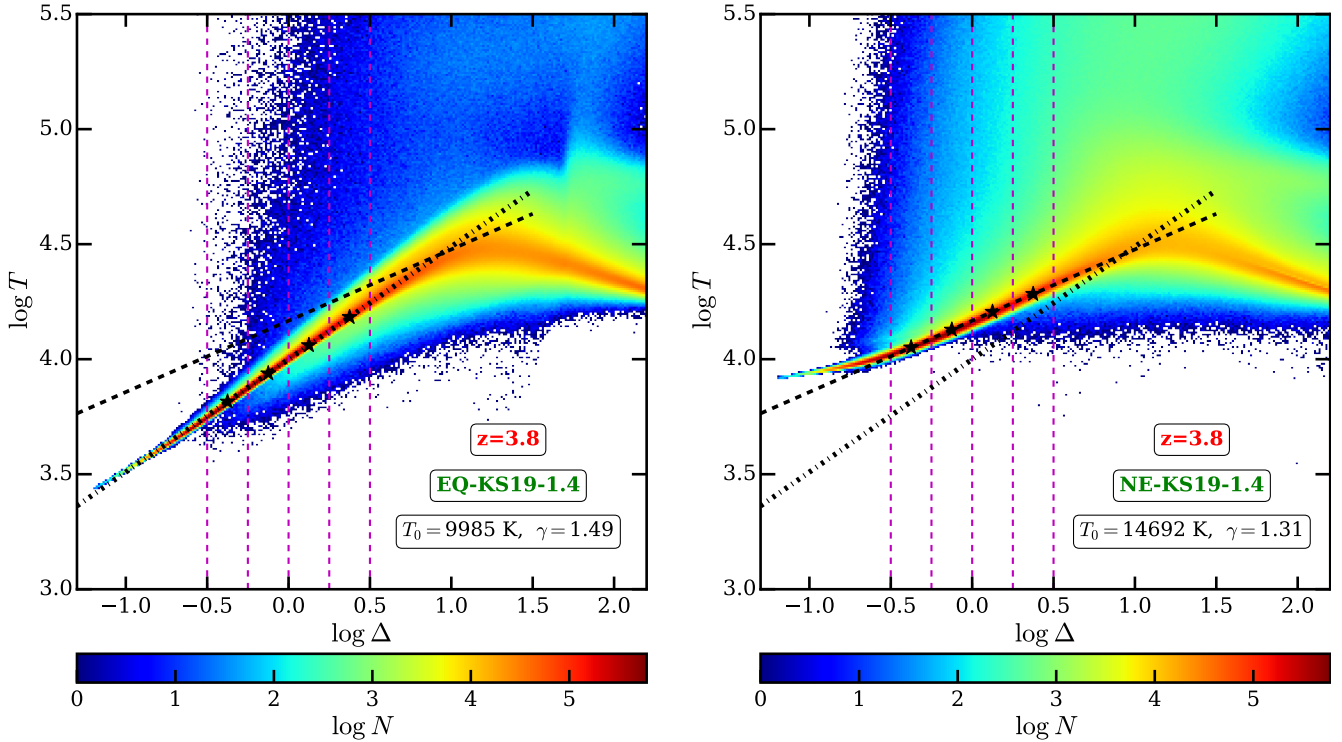 5.5
5.0
4.5
4.0
3.5
3.0
log T
−1.0 −0.5 0.0 0.5 1.0 1.5 2.0
log Δ
z=3.8
EQ-KS19-1.4
T₀ = 9985 K, γ = 1.49
0 1 2 3 4 5
log N
5.5
5.0
4.5
4.0
3.5
3.0
log T
−1.0 −0.5 0.0 0.5 1.0 1.5 2.0
log Δ
z=3.8
NE-KS19-1.4
T₀ = 14692 K, γ = 1.31
0 1 2 3 4 5
log N